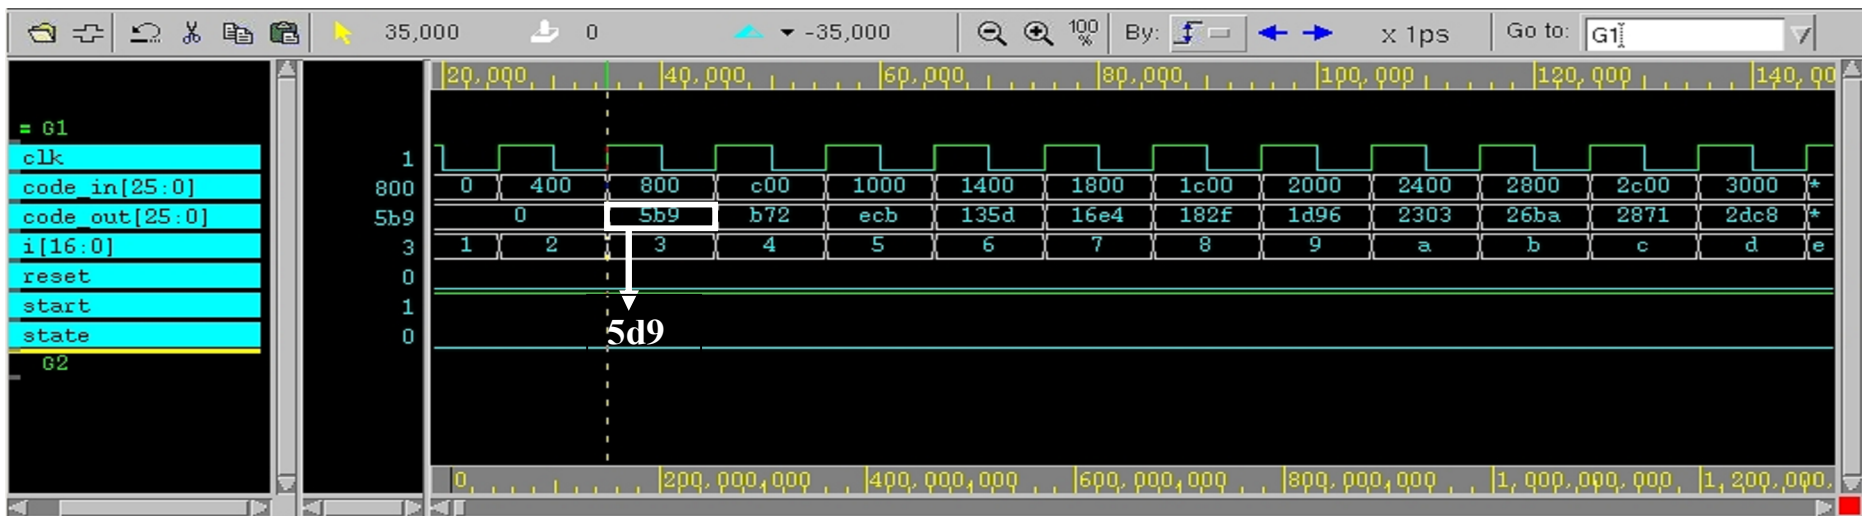 35,000 0 -35,000 100 % By: x 1ps Go to: G1
20,000 40,000 60,000 80,000 100,000 120,000 140,00
= G1
clk 1
code_in[25:0] 800 0 400 800 c00 1000 1400 1800 1c00 2000 2400 2800 2c00 3000 *
code_out[25:0] 5b9 0 5b9 b72 ecb 135d 16e4 182f 1d96 2303 26ba 2871 2dc8 *
i[16:0] 3 1 2 3 4 5 6 7 8 9 a b c d e
reset 0
start 1
state 0
5d9
G2
0, 200,000,000 400,000,000 600,000,000 800,000,000 1,000,000,000 1,200,000,